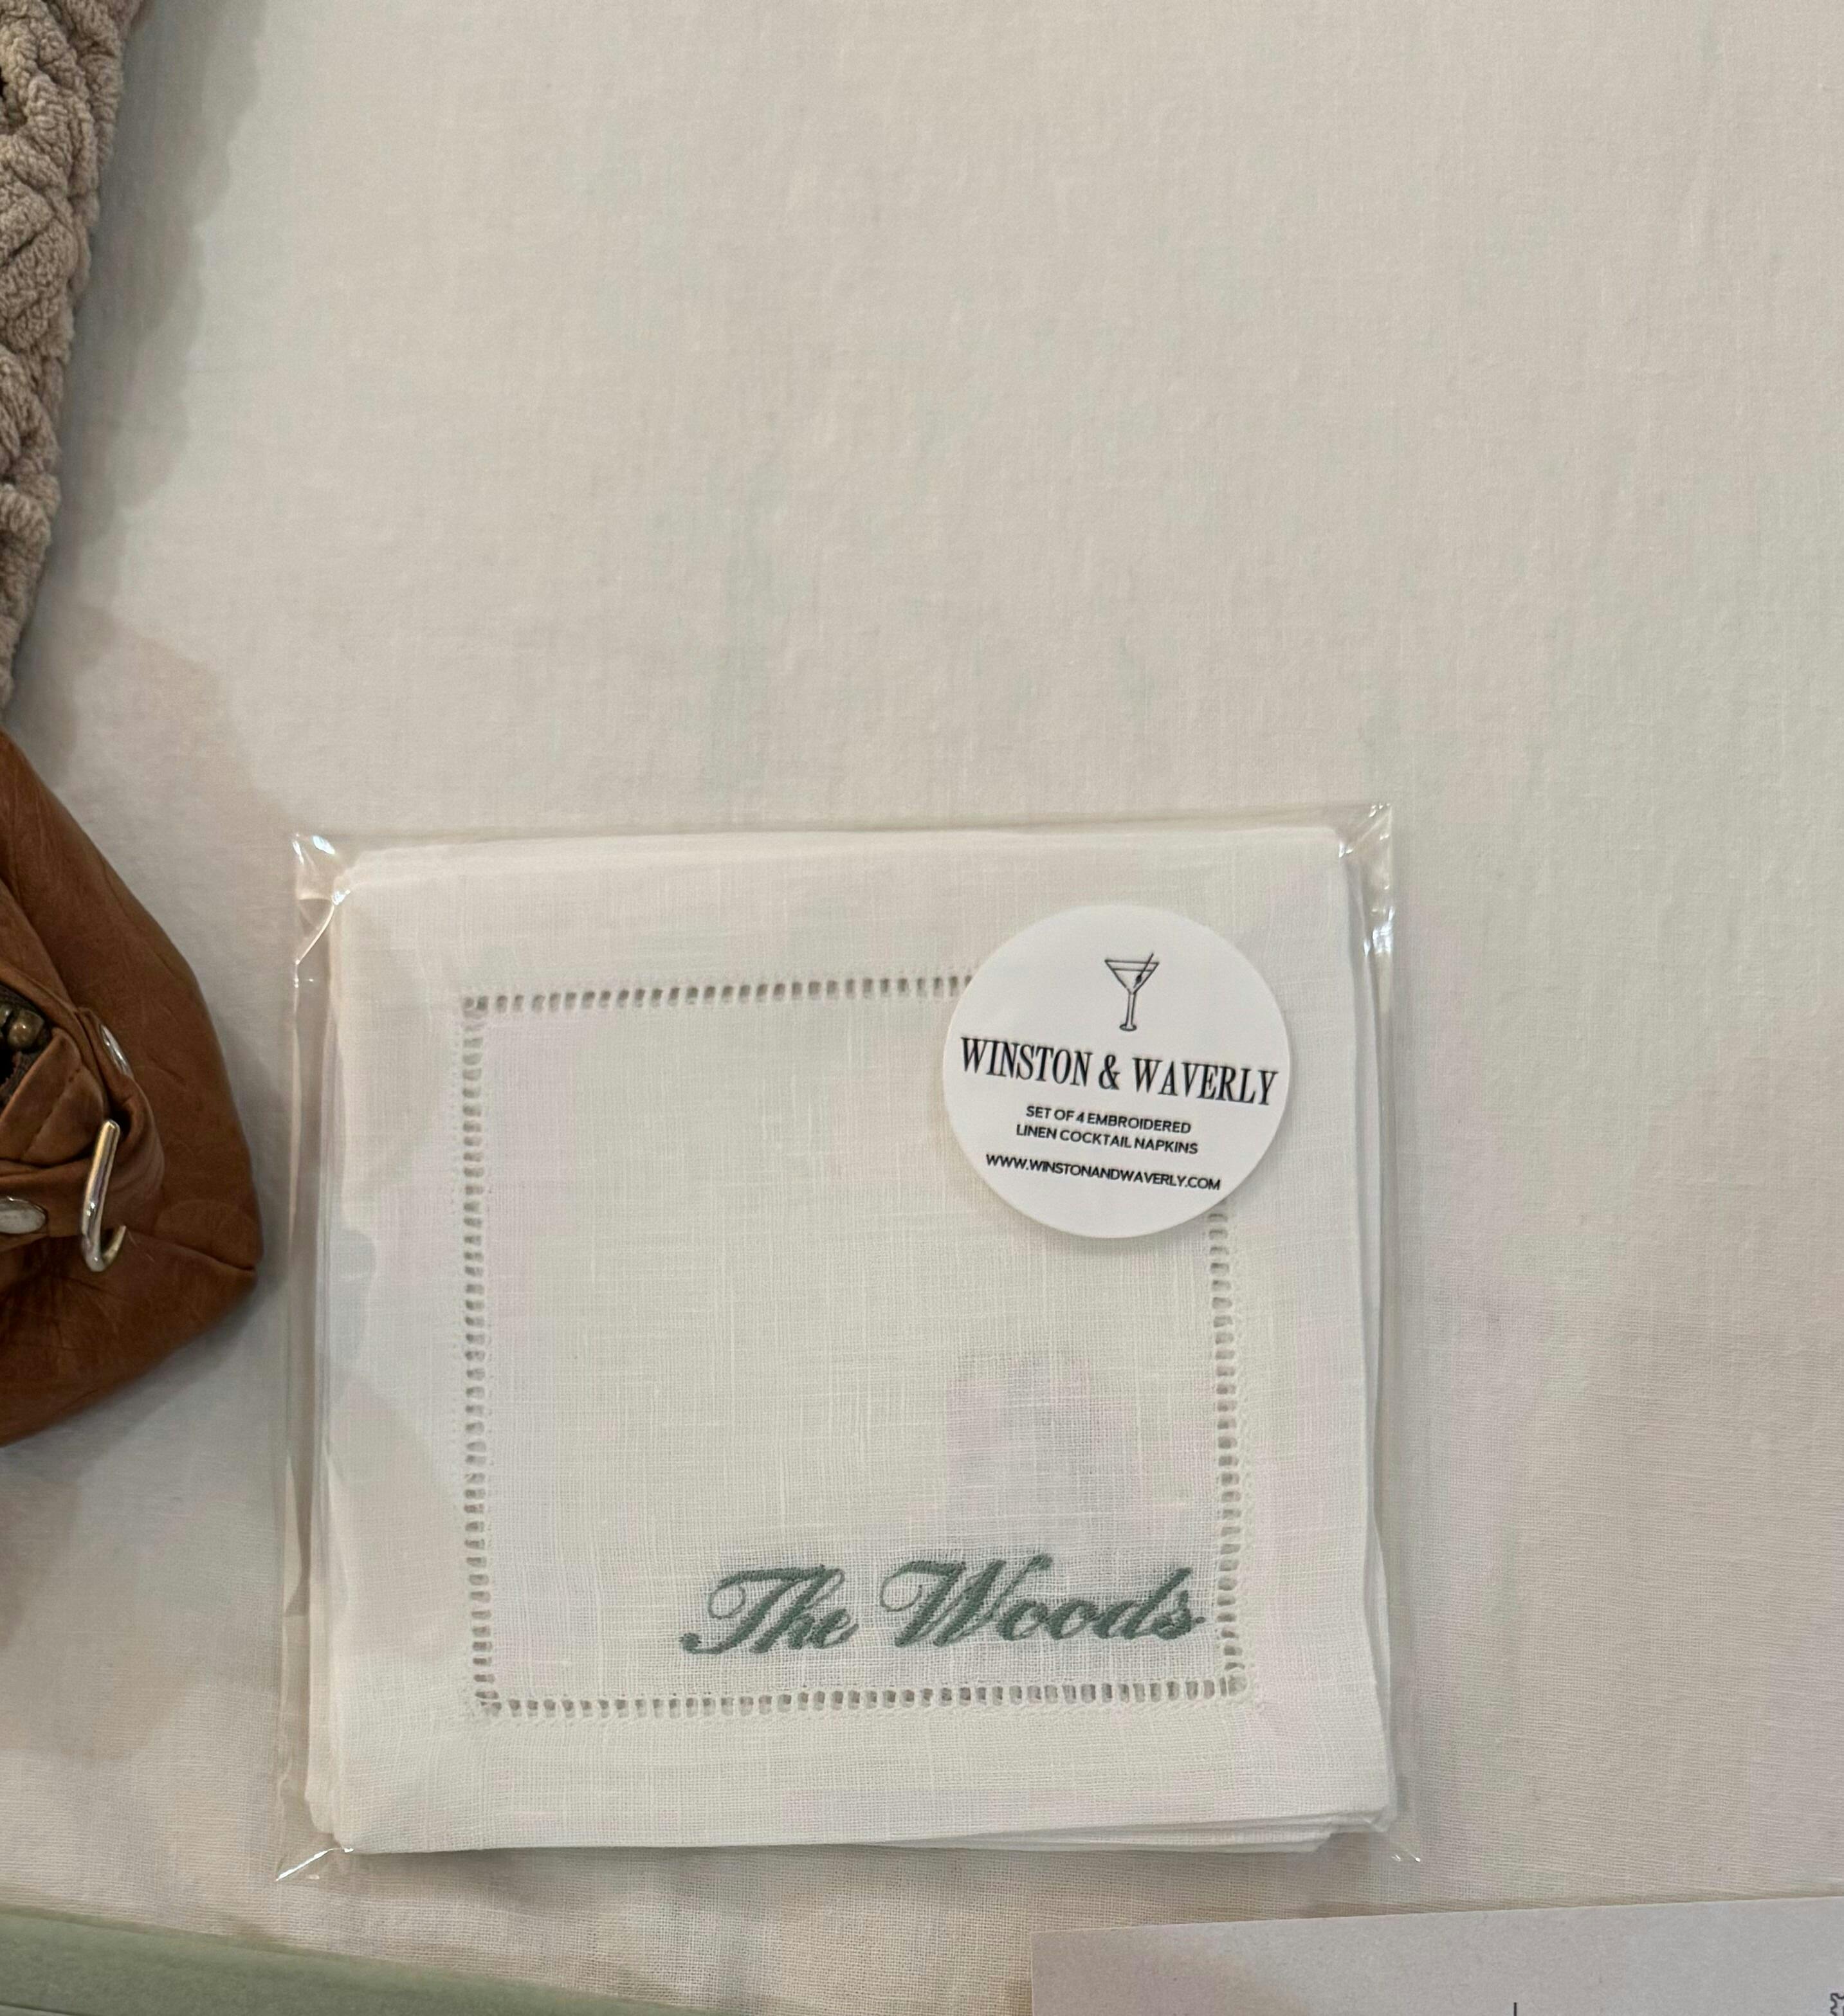 WINSTON & WAVERLY
SET OF 4 EMBROIDERED
LINEN COCKTAIL NAPKINS
WWW.WINSTONANDWAVERLY.COM
The Woods